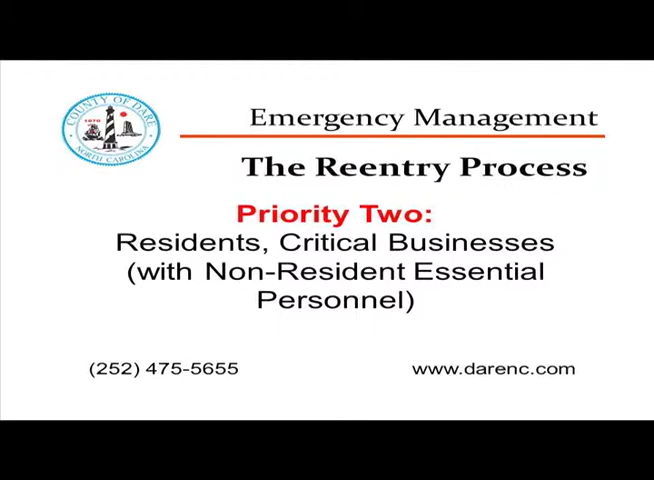 COUNTY OF DARE
1870
NORTH CAROLINA
Emergency Management
The Reentry Process
Priority Two:
Residents, Critical Businesses
(with Non-Resident Essential
Personnel)
(252) 475-5655
www.darenc.com